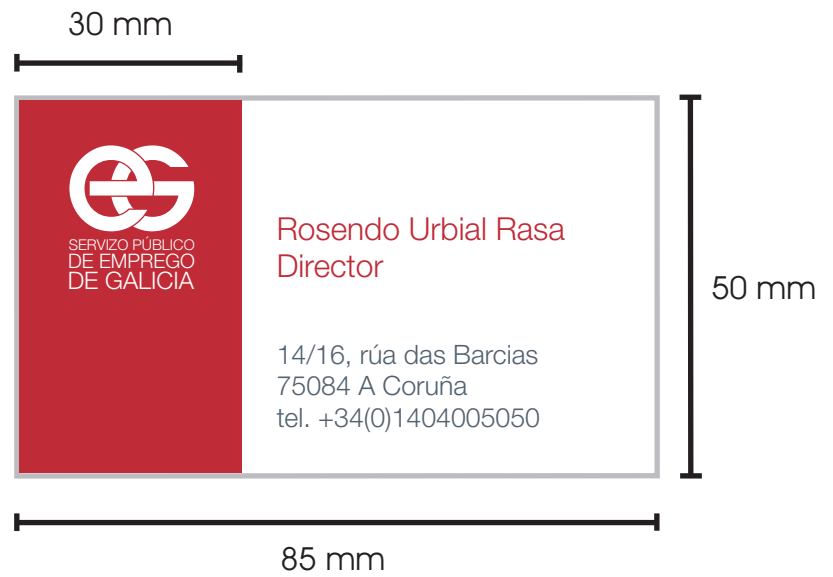 30 mm
eG
SERVIZO PÚBLICO
DE EMPREGO
DE GALICIA
Rosendo Urbial Rasa
Director
14/16, rúa das Barcias
75084 A Coruña
tel. +34(0)1404005050
50 mm
85 mm